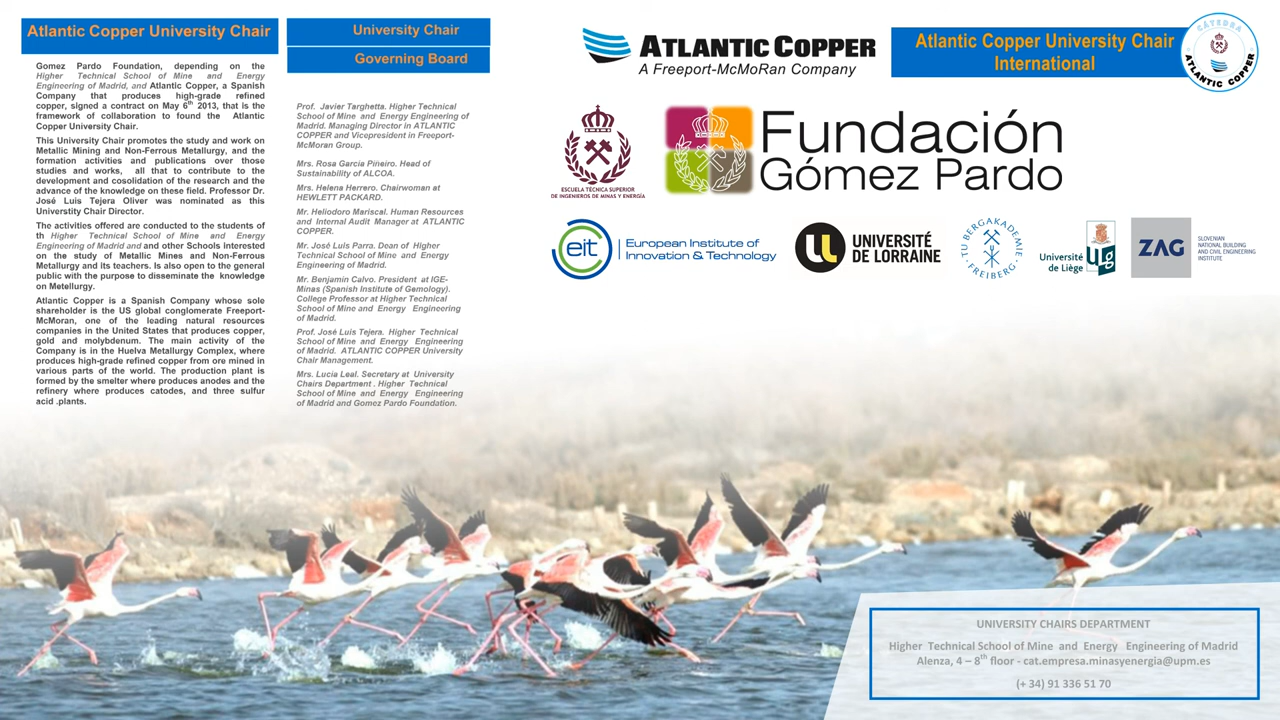 Atlantic Copper University Chair
Gomez Pardo Foundation, depending on the
Higher Technical School of Mine and Energy
Engineering of Madrid, and Atlantic Copper, a Spanish
Company that produces high-grade refined
copper, signed a contract on May 6th 2013, that is the
framework of collaboration to found the Atlantic
Copper University Chair.
This University Chair promotes the study and work on
Metallic Mining and Non-Ferrous Metallurgy, and the
formation activities and publications over those
studies and works, all that to contribute to the
development and cosolidation of the research and the
advance of the knowledge on these field. Professor Dr.
José Luis Tejera Oliver was nominated as this
Universtity Chair Director.
The activities offered are conducted to the students of
th Higher Technical School of Mine and Energy
Engineering of Madrid and and other Schools Interested
on the study of Metallic Mines and Non-Ferrous
Metallurgy and its teachers. Is also open to the general
public with the purpose to disseminate the knowledge
on Metellurgy.
Atlantic Copper is a Spanish Company whose sole
shareholder is the US global conglomerate Freeport-
McMoran, one of the leading natural resources
companies in the United States that produces copper,
gold and molybdenum. The main activity of the
Company is in the Huelva Metallurgy Complex, where
produces high-grade refined copper from ore mined in
various parts of the world. The production plant is
formed by the smelter where produces anodes and the
refinery where produces catodes, and three sulfur
acid .plants.
University Chair
Governing Board
Prof. Javier Targhetta. Higher Technical
School of Mine and Energy Engineering of
Madrid. Managing Director in ATLANTIC
COPPER and Vicepresident in Freeport-
McMoran Group.
Mrs. Rosa García Piñeiro. Head of
Sustainability of ALCOA.
Mrs. Helena Herrero. Chairwoman at
HEWLETT PACKARD.
Mr. Heliodoro Mariscal. Human Resources
and Internal Audit Manager at ATLANTIC
COPPER.
Mr. José Luis Parra. Dean of Higher
Technical School of Mine and Energy
Engineering of Madrid.
Mr. Benjamin Calvo. President at IGE-
Minas (Spanish Institute of Gemology).
College Professor at Higher Technical
School of Mine and Energy Engineering
of Madrid.
Prof. José Luis Tejera. Higher Technical
School of Mine and Energy Engineering
of Madrid. ATLANTIC COPPER University
Chair Management.
Mrs. Lucia Leal. Secretary at University
Chairs Department . Higher Technical
School of Mine and Energy Engineering
of Madrid and Gomez Pardo Foundation.
ATLANTIC COPPER
A Freeport-McMoRan Company
Atlantic Copper University Chair
International
CÁTEDRA
ATLANTIC COPPER
ESCUELA TÉCNICA SUPERIOR
DE INGENIEROS DE MINAS Y ENERGÍA
Fundación
Gómez Pardo
eit
European Institute of
Innovation & Technology
UNIVERSITÉ
DE LORRAINE
TU BERGAKADEMIE
FREIBERG
Université
de Liège
ulg
ZAG
SLOVENIAN
NATIONAL BUILDING
AND CIVIL ENGINEERING
INSTITUTE
UNIVERSITY CHAIRS DEPARTMENT
Higher Technical School of Mine and Energy Engineering of Madrid
Alenza, 4 – 8th floor - cat.empresa.minasyenergia@upm.es
(+ 34) 91 336 51 70